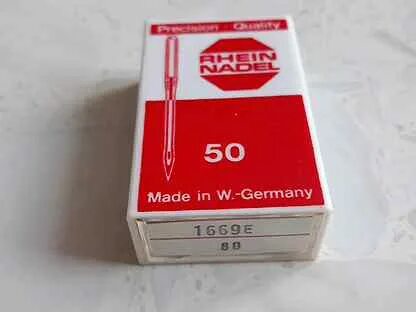 Precision Quality
RHEIN
NADEL
50
Made in W.-Germany
1669E
80